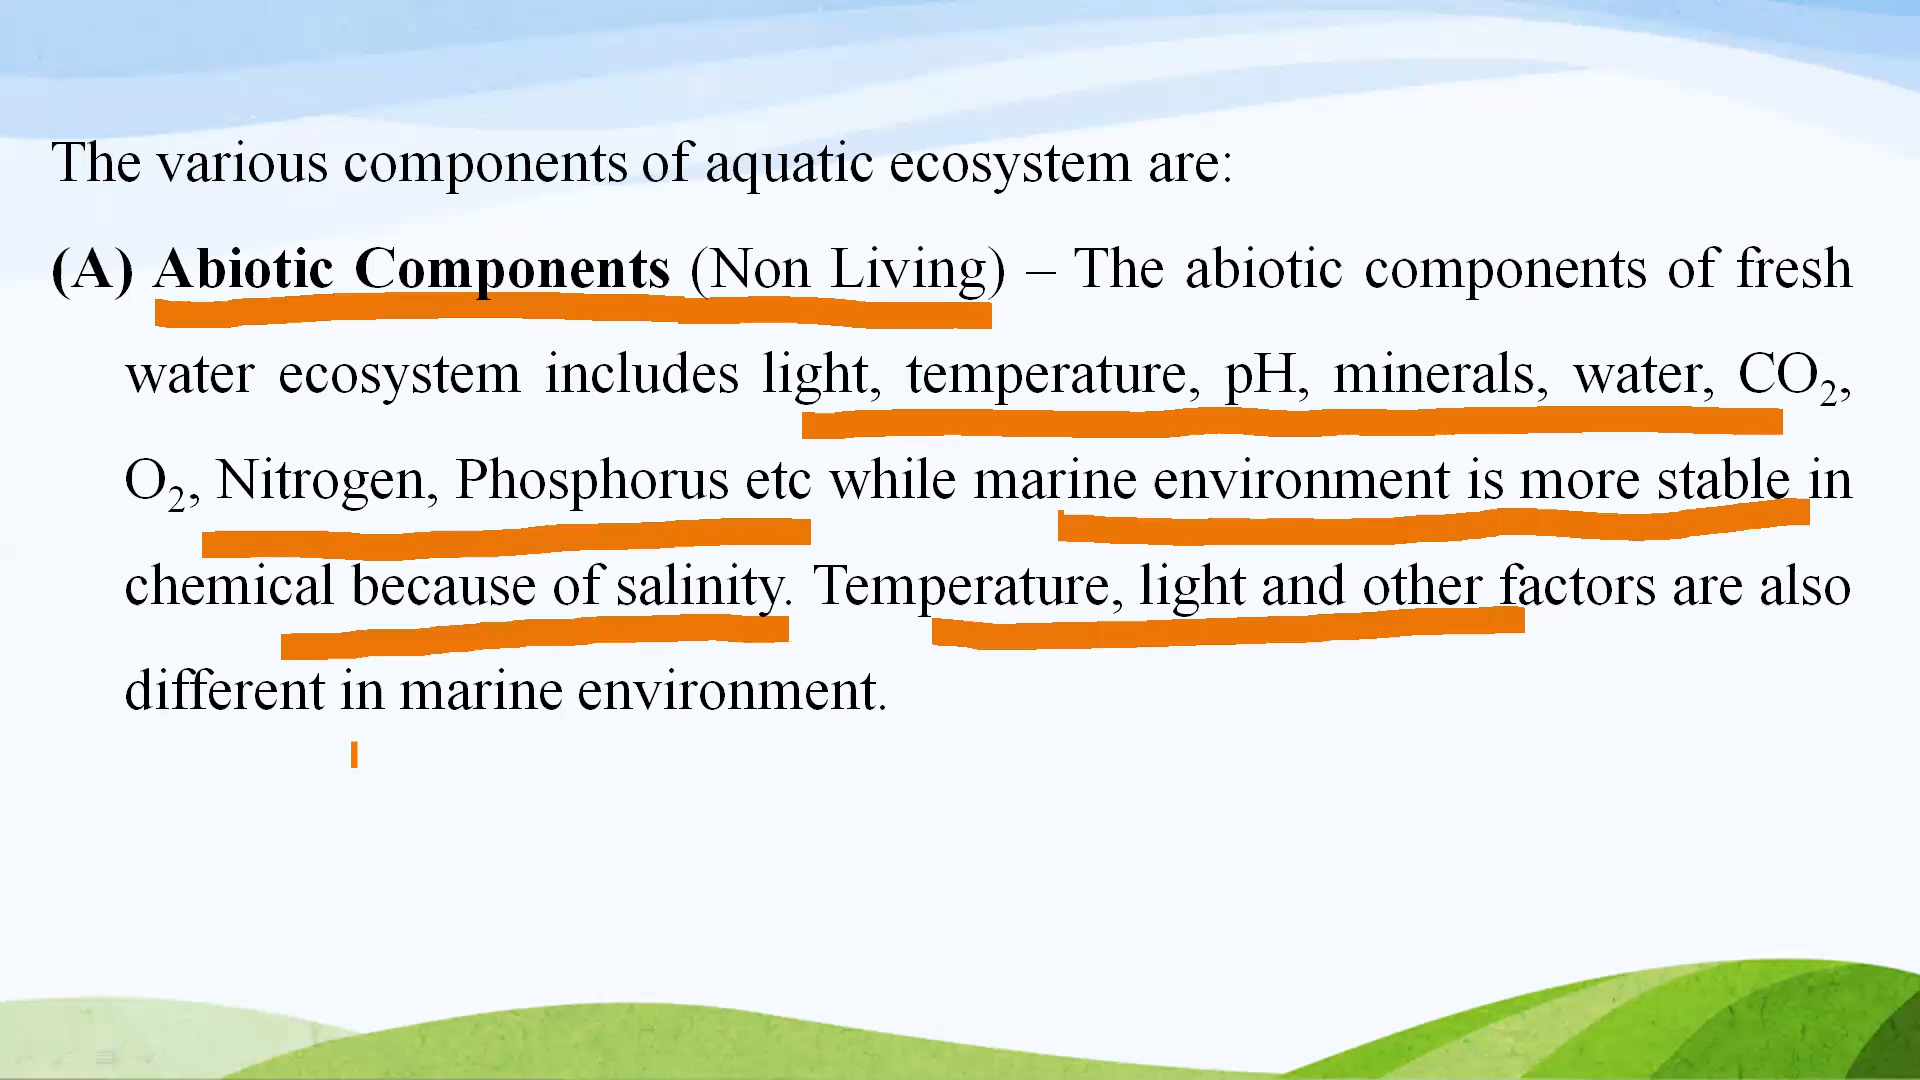 The various components of aquatic ecosystem are:
(A) Abiotic Components (Non Living) – The abiotic components of fresh
water ecosystem includes light, temperature, pH, minerals, water, CO₂,
O₂, Nitrogen, Phosphorus etc while marine environment is more stable in
chemical because of salinity. Temperature, light and other factors are also
different in marine environment.